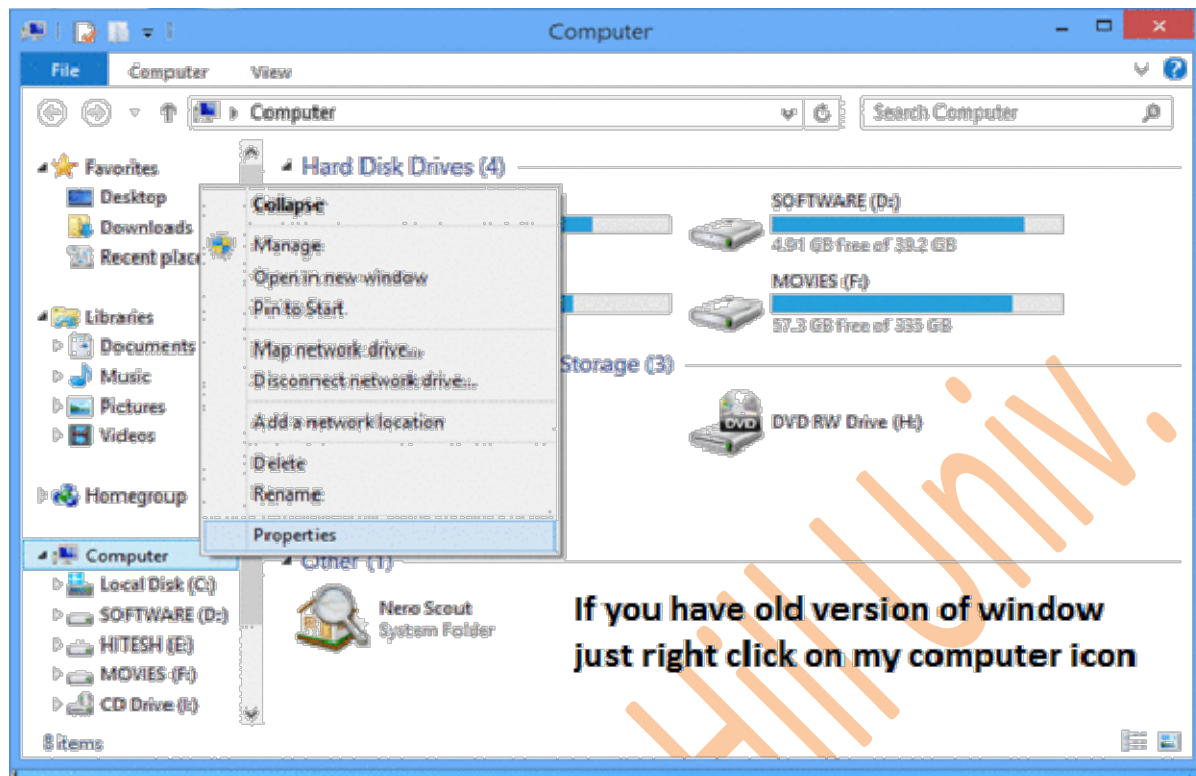 Computer
File Computer View
Computer
Search Computer
Favorites
Desktop
Downloads
Recent place
Libraries
Documents
Music
Pictures
Videos
Homegroup
Computer
Local Disk (C:)
SOFTWARE (D:)
HITESH (E:)
MOVIES (F:)
CD Drive (I:)
Collapse
Manage
Open in new window
Pin to Start
Map network drive...
Disconnect network drive...
Add a network location
Delete
Rename
Properties
Hard Disk Drives (4)
SOFTWARE (D:)
4.91 GB free of 39.2 GB
MOVIES (F:)
57.3 GB free of 335 GB
Storage (3)
DVD
DVD RW Drive (H:)
Other (1)
Nero Scout
System Folder
If you have old version of window
just right click on my computer icon
Hill Univ.
8 items